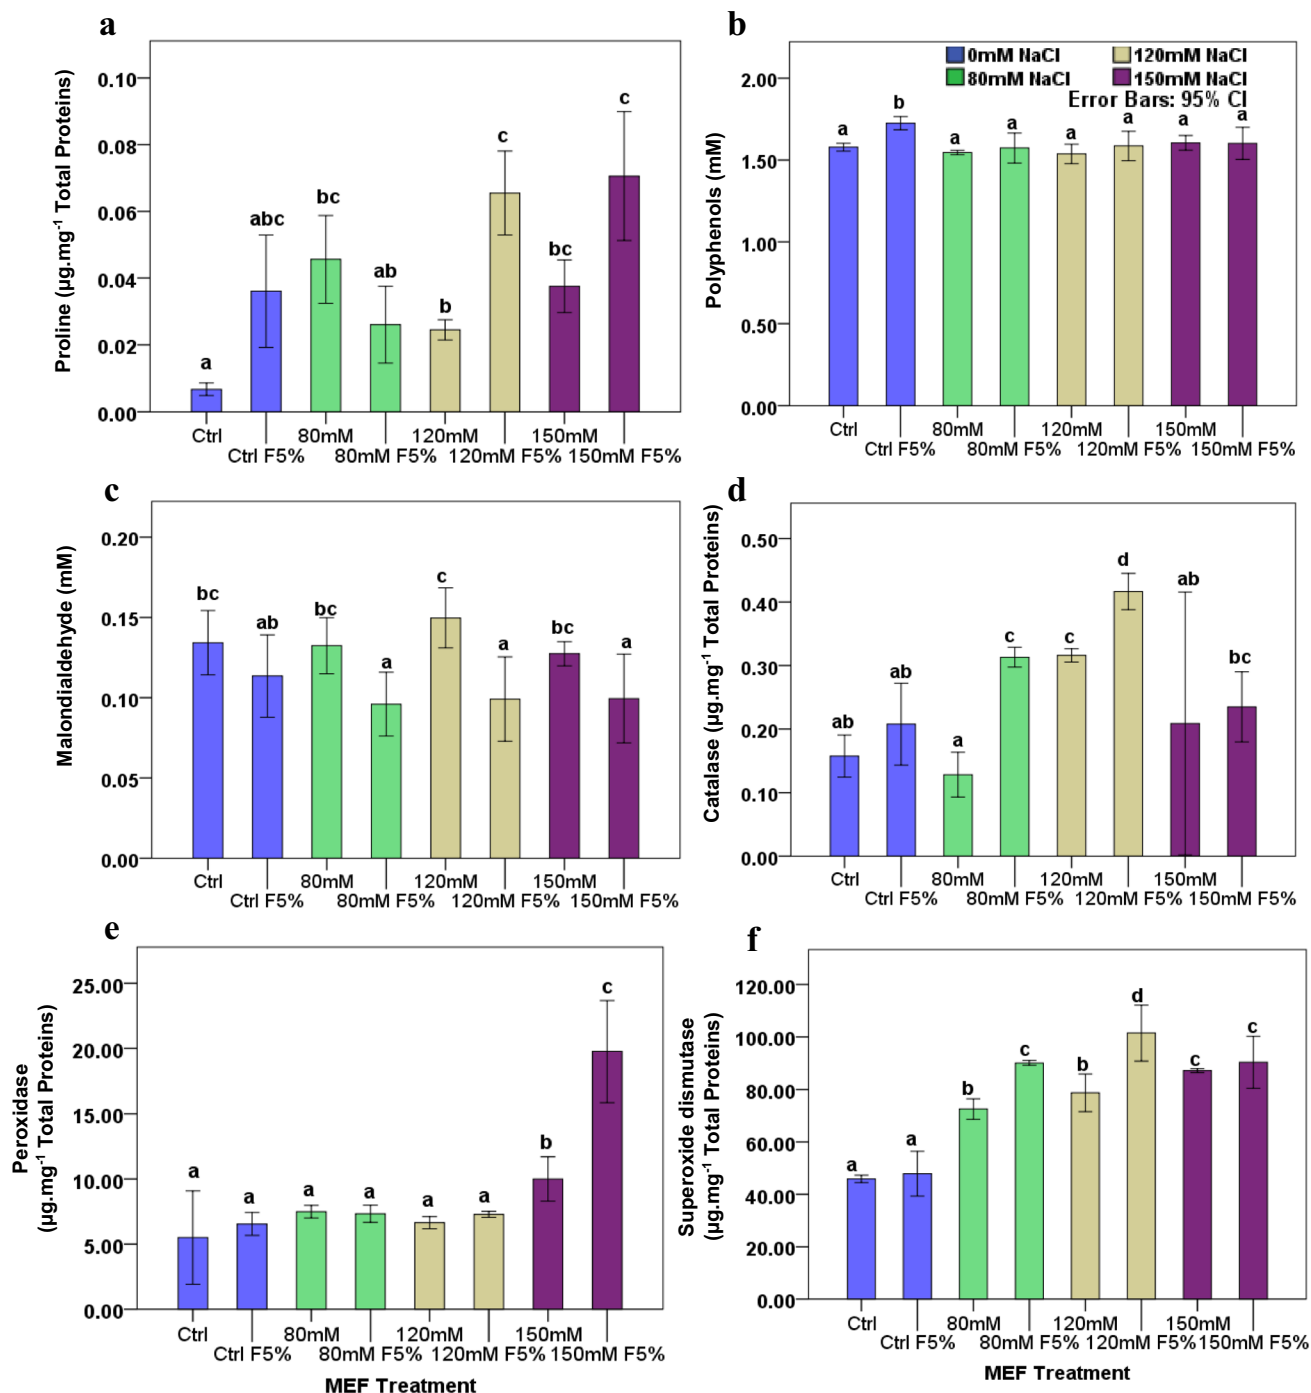 a
Proline (µg.mg⁻¹ Total Proteins)
0.10
0.08
0.06
0.04
0.02
0.00
a
abc
bc
ab
b
c
bc
c
Ctrl
80mM
120mM
150mM
Ctrl F5%
80mM F5%
120mM F5%
150mM F5%
b
Polyphenols (mM)
2.00
1.50
1.00
0.50
0.00
0mM NaCl
120mM NaCl
80mM NaCl
150mM NaCl
Error Bars: 95% CI
a
b
a
a
a
a
a
a
Ctrl
80mM
120mM
150mM
Ctrl F5%
80mM F5%
120mM F5%
150mM F5%
c
Malondialdehyde (mM)
0.20
0.15
0.10
0.05
0.00
bc
ab
bc
a
c
a
bc
a
Ctrl
80mM
120mM
150mM
Ctrl F5%
80mM F5%
120mM F5%
150mM F5%
d
Catalase (µg.mg⁻¹ Total Proteins)
0.50
0.40
0.30
0.20
0.10
0.00
ab
ab
a
c
c
d
ab
bc
Ctrl
80mM
120mM
150mM
Ctrl F5%
80mM F5%
120mM F5%
150mM F5%
e
Peroxidase
(µg.mg⁻¹ Total Proteins)
25.00
20.00
15.00
10.00
5.00
0.00
a
a
a
a
a
a
b
c
Ctrl
80mM
120mM
150mM
Ctrl F5%
80mM F5%
120mM F5%
150mM F5%
MEF Treatment
f
Superoxide dismutase
(µg.mg⁻¹ Total Proteins)
120.00
100.00
80.00
60.00
40.00
20.00
0.00
a
a
b
c
b
d
c
c
Ctrl
80mM
120mM
150mM
Ctrl F5%
80mM F5%
120mM F5%
150mM F5%
MEF Treatment